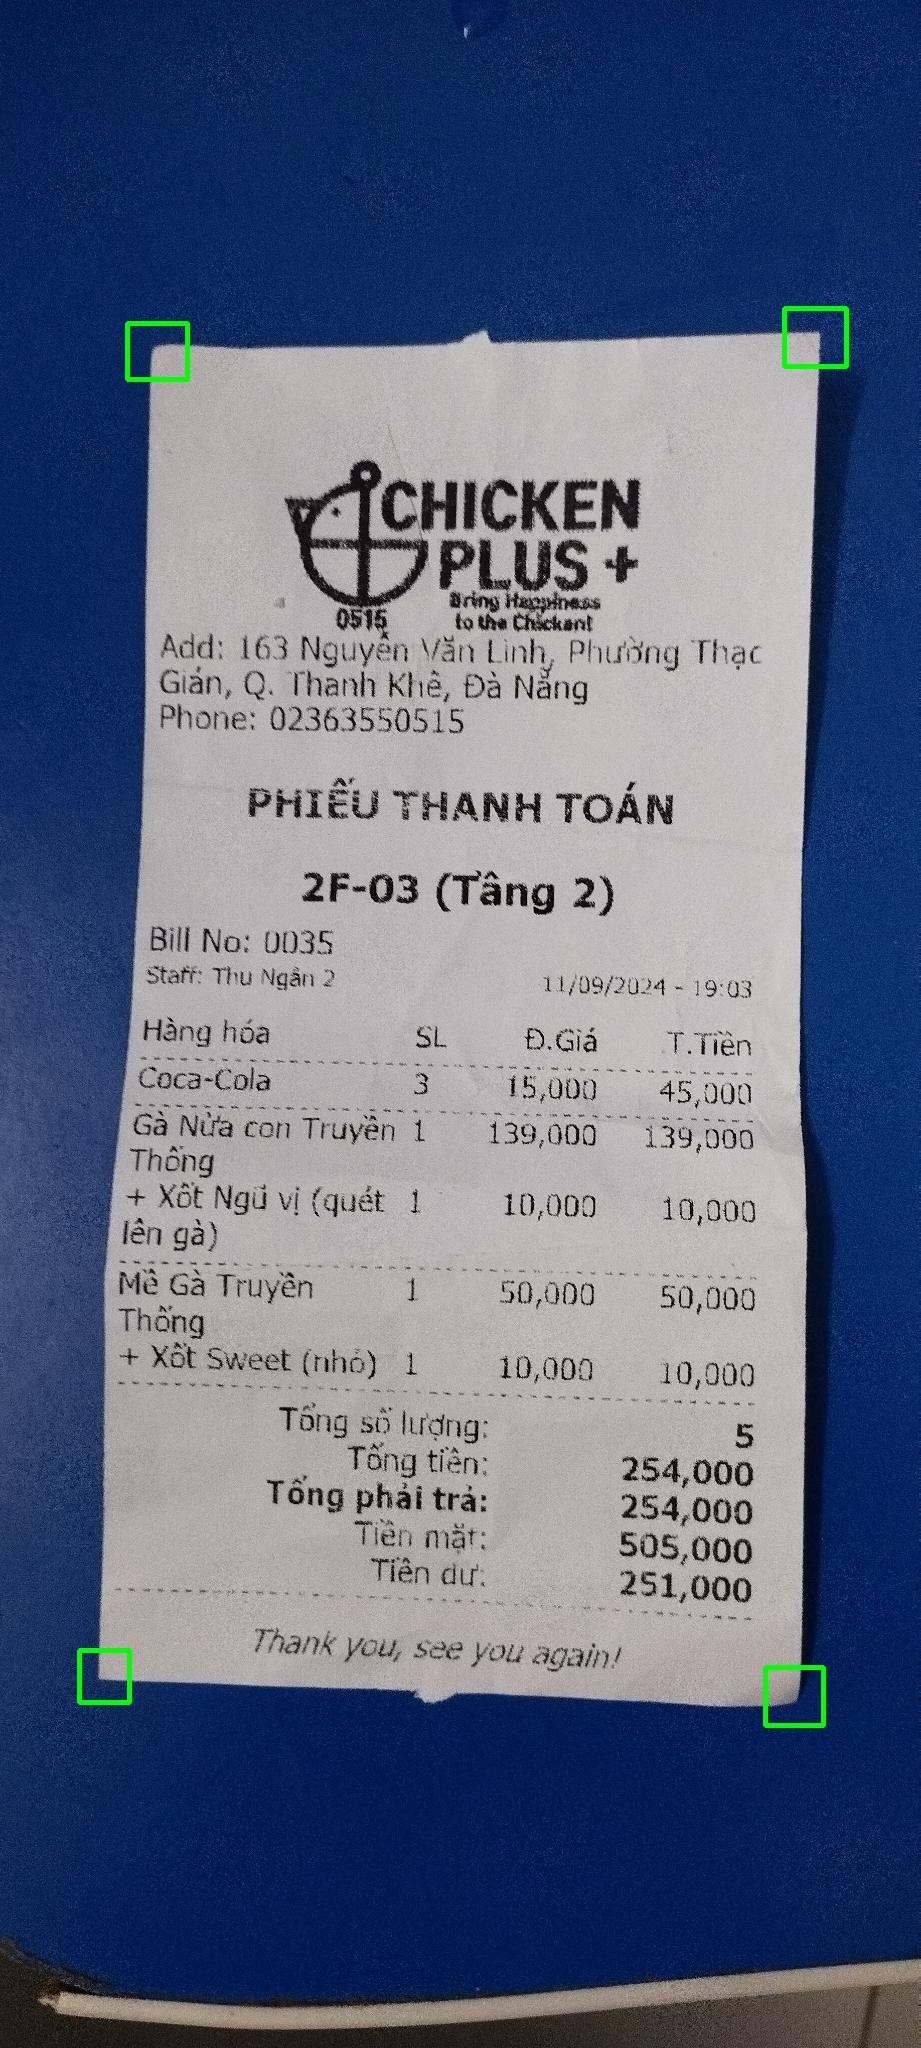 CHICKEN
PLUS +
Bring Happiness
0515 to the Chickent
Add: 163 Nguyễn Văn Linh, Phường Thạc
Gián, Q. Thanh Khê, Đà Nẵng
Phone: 02363550515
PHIẾU THANH TOÁN
2F-03 (Tầng 2)
Bill No: 0035
Staff: Thu Ngân 2 11/09/2024 - 19:03
Hàng hóa SL Đ.Giá T.Tiền
Coca-Cola 3 15,000 45,000
Gà Nửa con Truyền 1 139,000 139,000
Thống
+ Xốt Ngũ vị (quét 1 10,000 10,000
lên gà)
Mề Gà Truyền 1 50,000 50,000
Thống
+ Xốt Sweet (nhỏ) 1 10,000 10,000
Tổng số lượng: 5
Tổng tiền: 254,000
Tổng phải trả: 254,000
Tiền mặt: 505,000
Tiền dư: 251,000
Thank you, see you again!